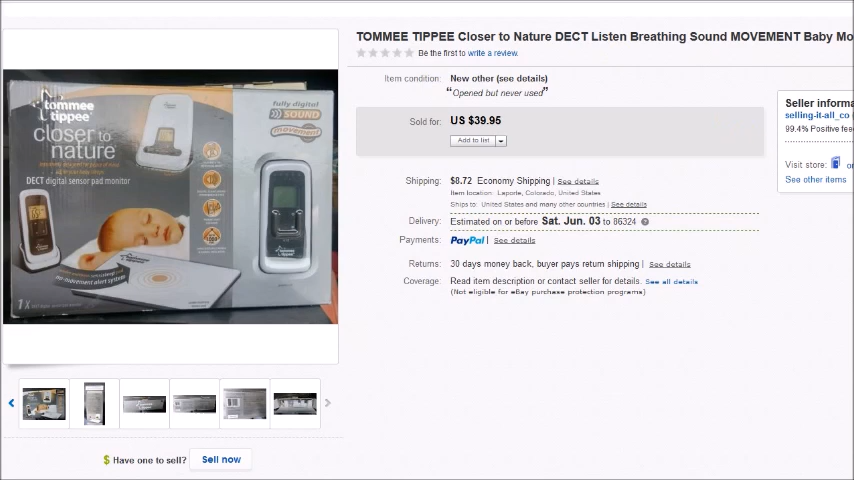 TOMMEE TIPPEE Closer to Nature DECT Listen Breathing Sound MOVEMENT Baby Mo
Be the first to write a review.
Item condition: New other (see details)
“Opened but never used”
Sold for: US $39.95
Add to list
Shipping: $8.72 Economy Shipping | See details
Item location: Laporte, Colorado, United States
Ships to: United States and many other countries | See details
Delivery: Estimated on or before Sat. Jun. 03 to 86324
Payments: PayPal | See details
Returns: 30 days money back, buyer pays return shipping | See details
Coverage: Read item description or contact seller for details. See all details
(Not eligible for eBay purchase protection programs)
Seller informa
selling-it-all_co
99.4% Positive fee
Visit store: or
See other items
tommee
tippee
closer to
nature
DECT digital sensor pad monitor
fully digital
SOUND
movement
1 X
$ Have one to sell? Sell now